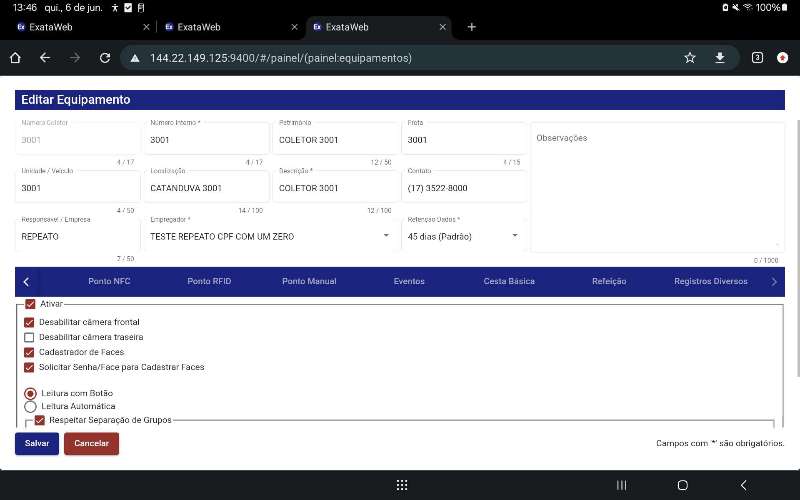 13:46 qui., 6 de jun. 100%
ExataWeb ExataWeb ExataWeb
144.22.149.125:9400/#/painel/(painel:equipamentos) 3
Editar Equipamento
Número Coletor Número Interno * Patrimônio Frota
3001 3001 COLETOR 3001 3001 Observações
4 / 17 4 / 17 12 / 50 4 / 15
Unidade / Veículo Localização Descrição * Contato
3001 CATANDUVA 3001 COLETOR 3001 (17) 3522-8000
4 / 50 14 / 100 12 / 100
Responsável / Empresa Empregador * Retenção Dados *
REPEATO TESTE REPEATO CPF COM UM ZERO 45 dias (Padrão)
7 / 50 0 / 1000
Ponto NFC Ponto RFID Ponto Manual Eventos Cesta Básica Refeição Registros Diversos
Ativar
Desabilitar câmera frontal
Desabilitar câmera traseira
Cadastrador de Faces
Solicitar Senha/Face para Cadastrar Faces
Leitura com Botão
Leitura Automática
Respeitar Separação de Grupos
Salvar Cancelar Campos com '*' são obrigatórios.